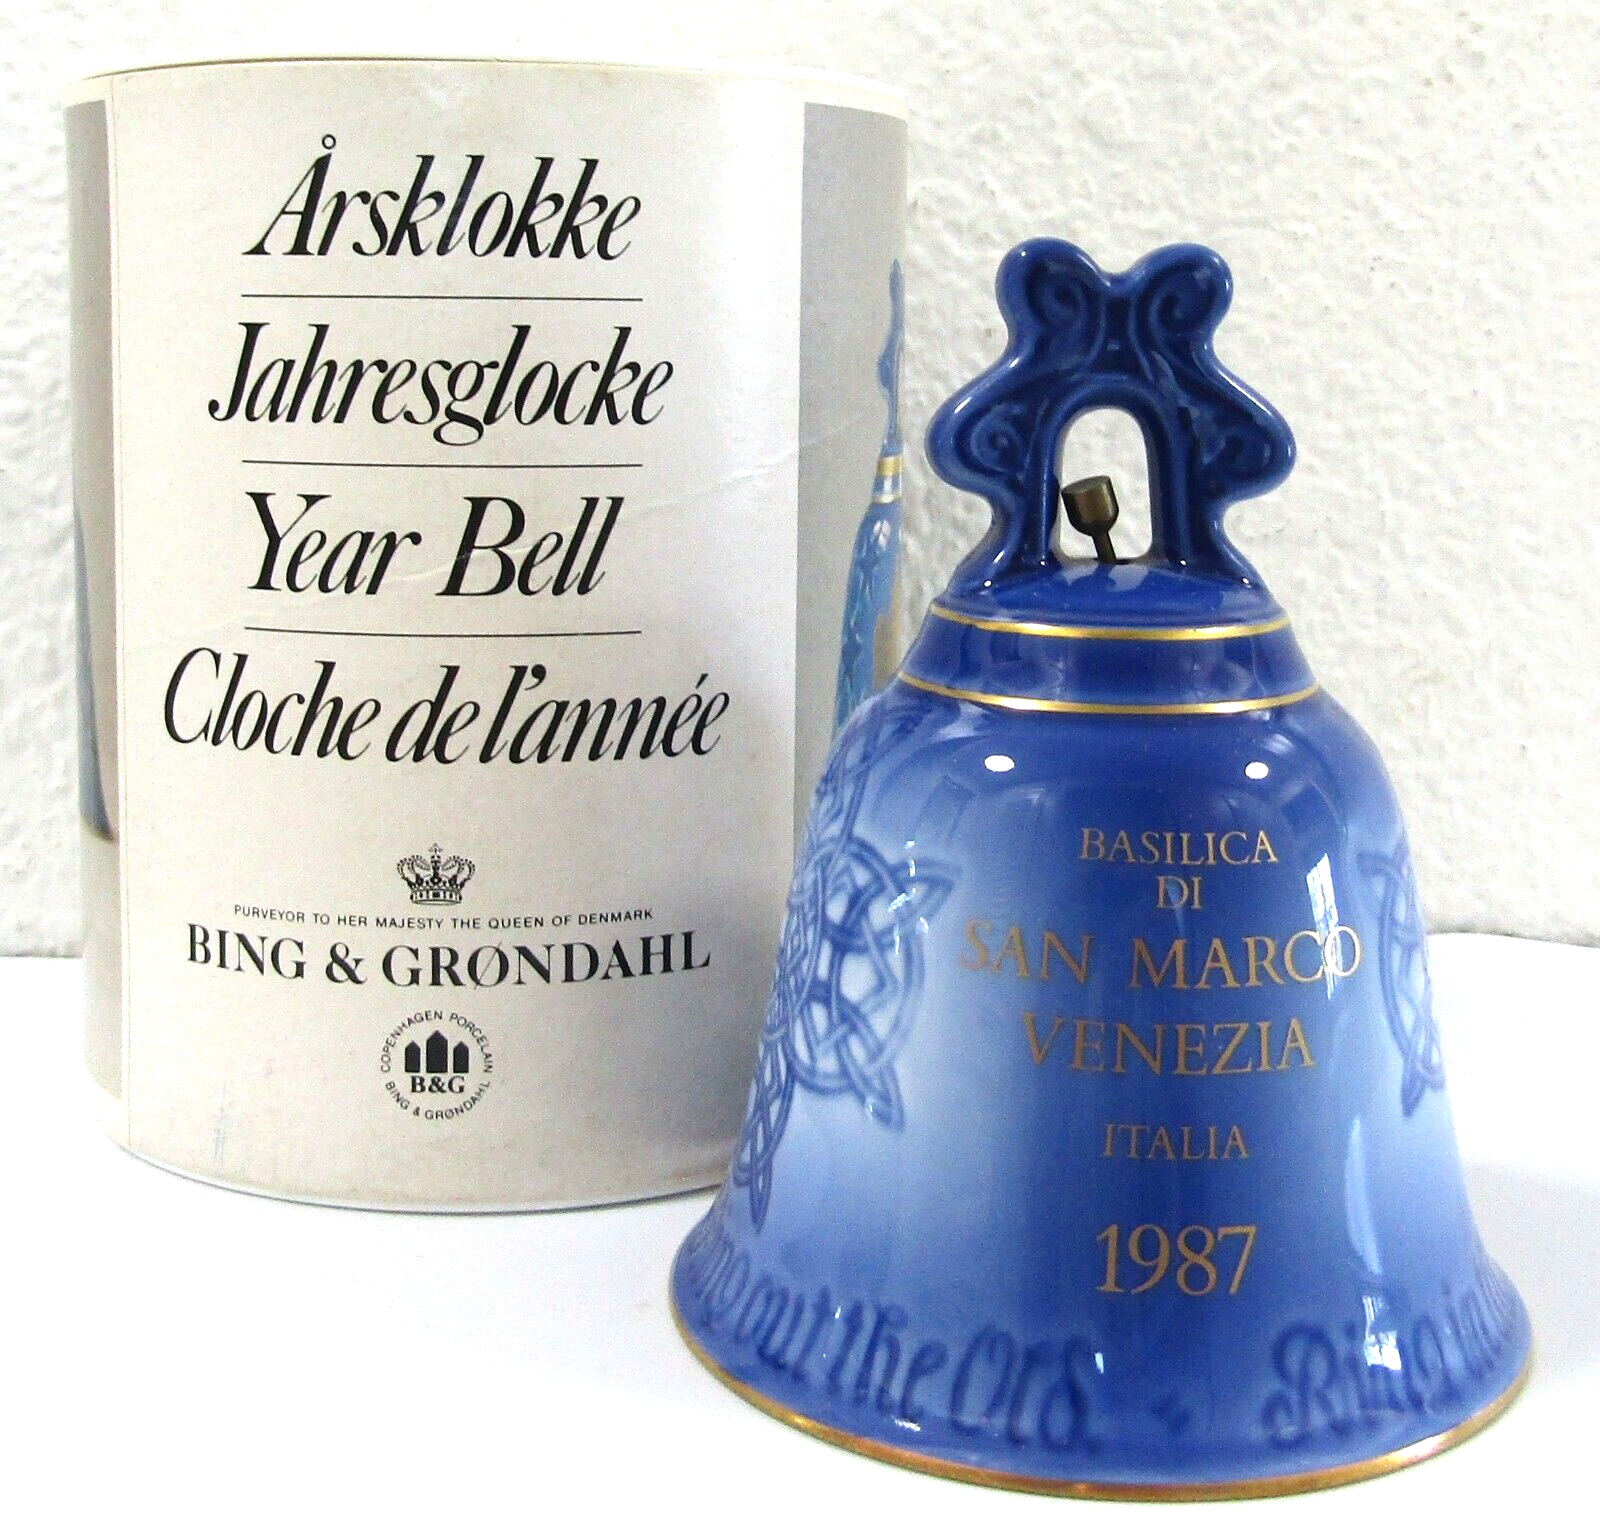 Årsklokke
Jahresglocke
Year Bell
Cloche de l'année
PURVEYOR TO HER MAJESTY THE QUEEN OF DENMARK
BING & GRØNDAHL
COPENHAGEN PORCELAIN
B&G
BING & GRØNDAHL
BASILICA
DI
SAN MARCO
VENEZIA
ITALIA
1987
out the Old Ring in